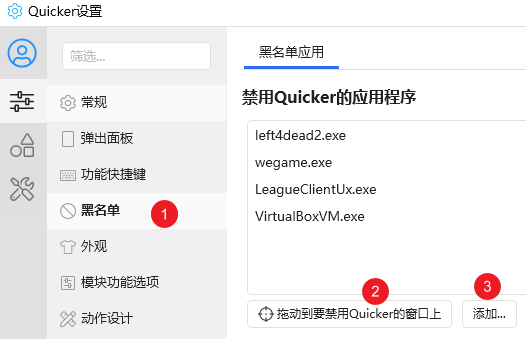 Quicker设置
筛选...
常规
弹出面板
功能快捷键
黑名单
1
外观
模块功能选项
动作设计
黑名单应用
禁用Quicker的应用程序
left4dead2.exe
wegame.exe
LeagueClientUx.exe
VirtualBoxVM.exe
2
3
拖动到要禁用Quicker的窗口上
添加...